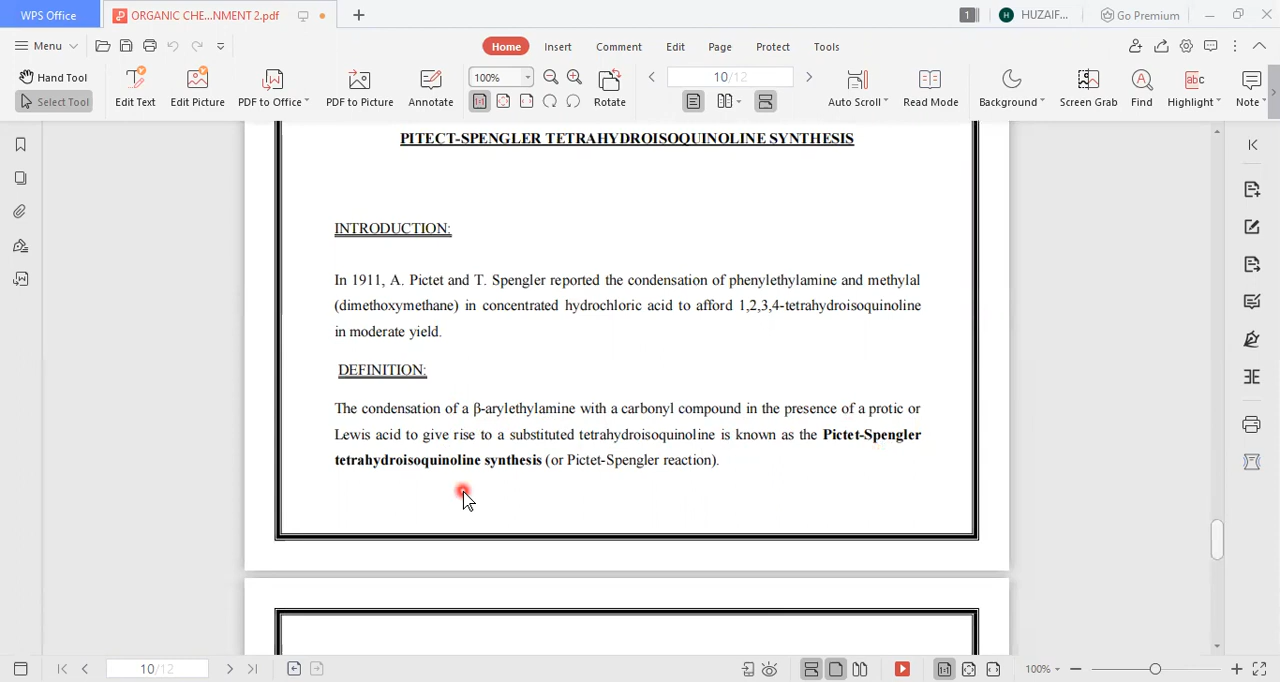 WPS Office
ORGANIC CHE...NMENT 2.pdf
1
H
HUZAIF...
Go Premium
Menu
Home
Insert
Comment
Edit
Page
Protect
Tools
Hand Tool
Select Tool
Edit Text
Edit Picture
PDF to Office
PDF to Picture
Annotate
100%
Rotate
10/12
Auto Scroll
Read Mode
Background
Screen Grab
Find
Highlight
Note
PITECT-SPENGLER TETRAHYDROISOQUINOLINE SYNTHESIS
INTRODUCTION:
In 1911, A. Pictet and T. Spengler reported the condensation of phenylethylamine and methylal
(dimethoxymethane) in concentrated hydrochloric acid to afford 1,2,3,4-tetrahydroisoquinoline
in moderate yield.
DEFINITION:
The condensation of a β-arylethylamine with a carbonyl compound in the presence of a protic or
Lewis acid to give rise to a substituted tetrahydroisoquinoline is known as the Pictet-Spengler
tetrahydroisoquinoline synthesis (or Pictet-Spengler reaction).
10/12
100%